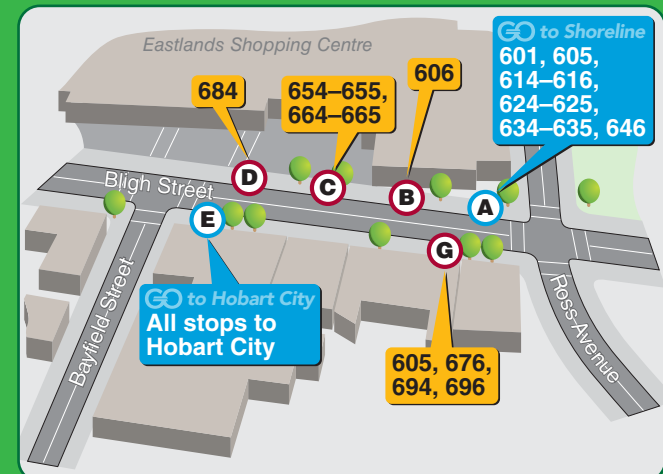 Eastlands Shopping Centre
GO to Shoreline
601, 605,
614–616,
624–625,
634–635, 646
606
654–655,
664–665
684
D
C
B
A
Bligh Street
E
G
GO to Hobart City
All stops to
Hobart City
605, 676,
694, 696
Bayfield Street
Ross Avenue